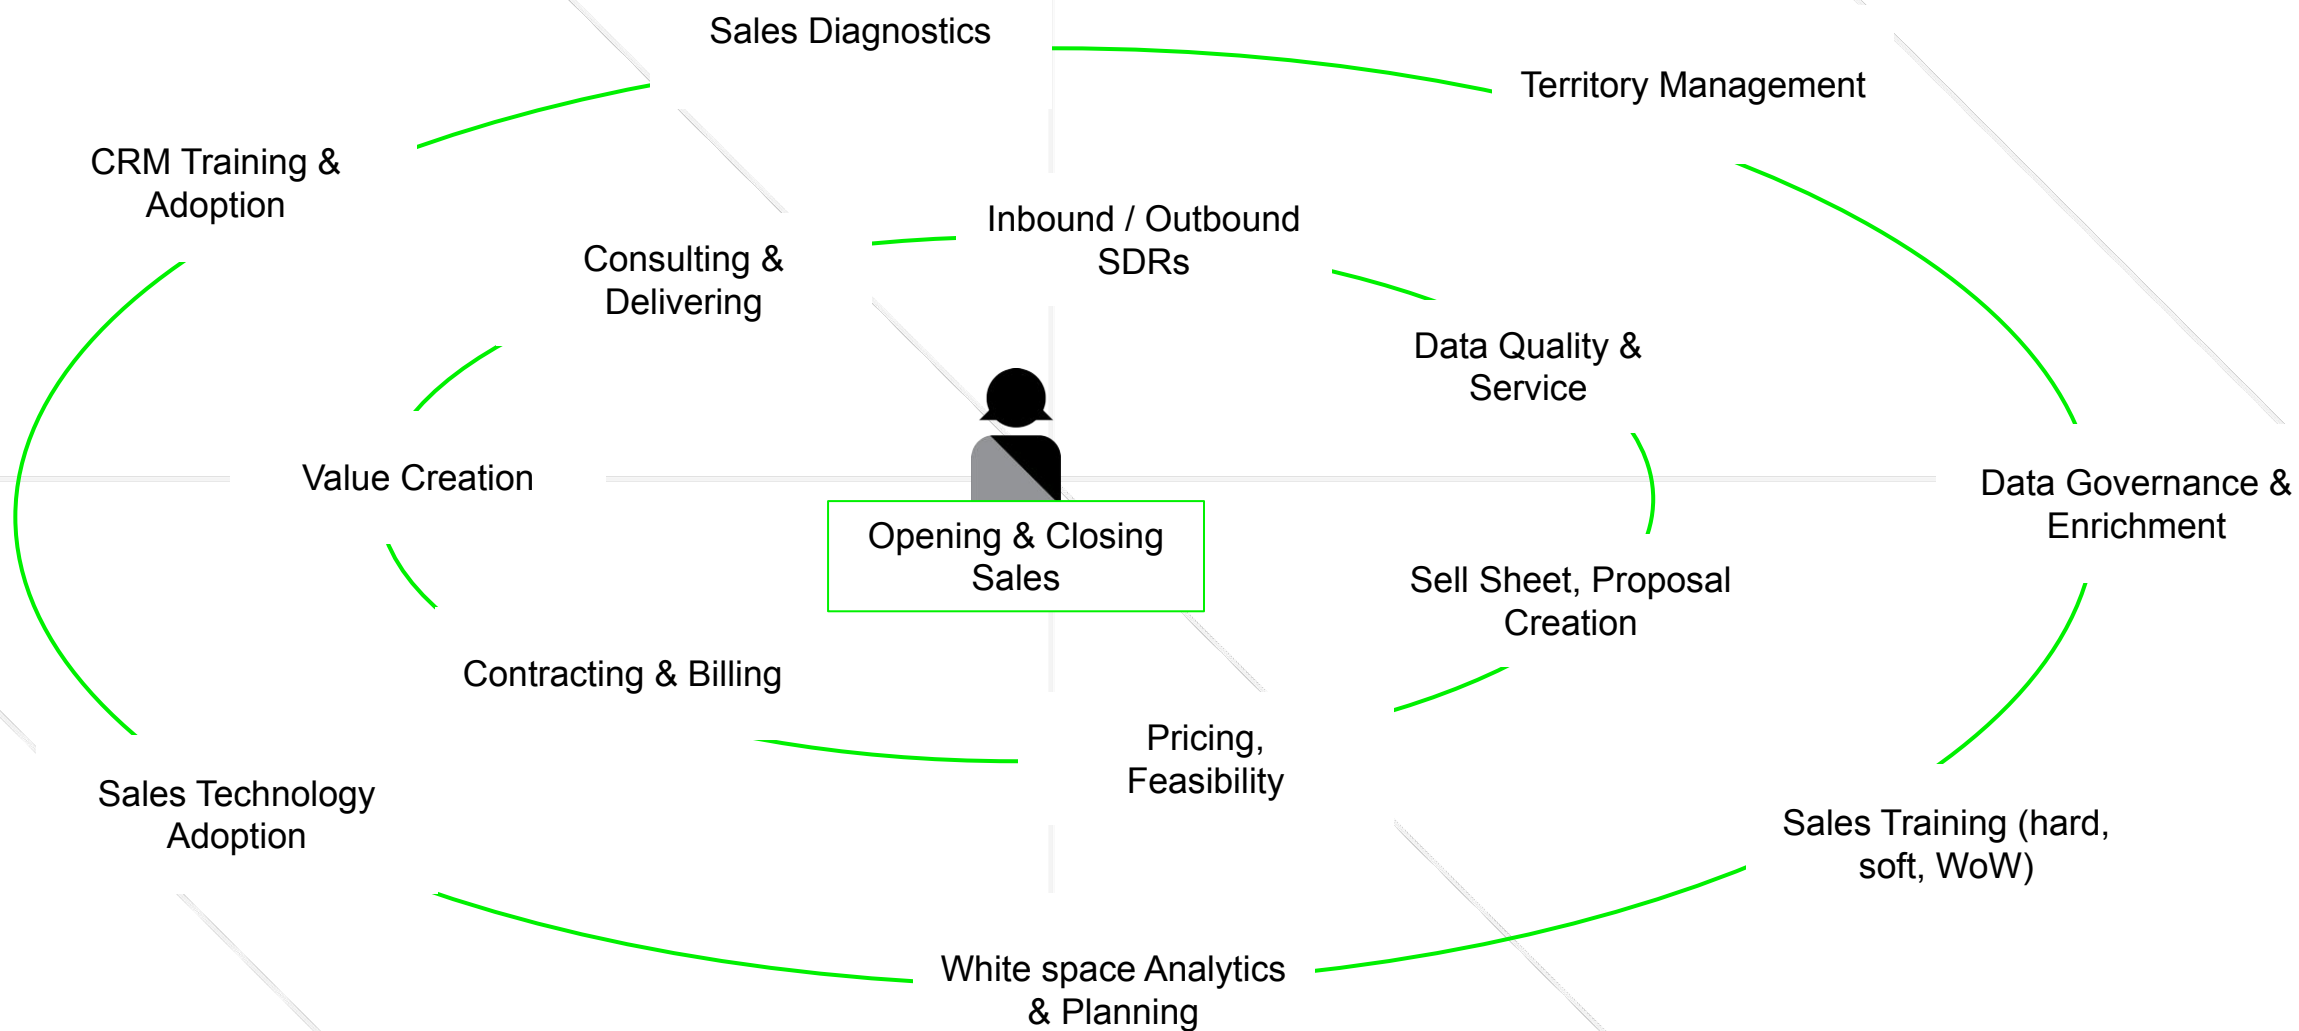 Sales Diagnostics
Territory Management
CRM Training &
Adoption
Inbound / Outbound
SDRs
Consulting &
Delivering
Data Quality &
Service
Value Creation
Data Governance &
Enrichment
Opening & Closing
Sales
Sell Sheet, Proposal
Creation
Contracting & Billing
Pricing,
Feasibility
Sales Technology
Adoption
Sales Training (hard,
soft, WoW)
White space Analytics
& Planning